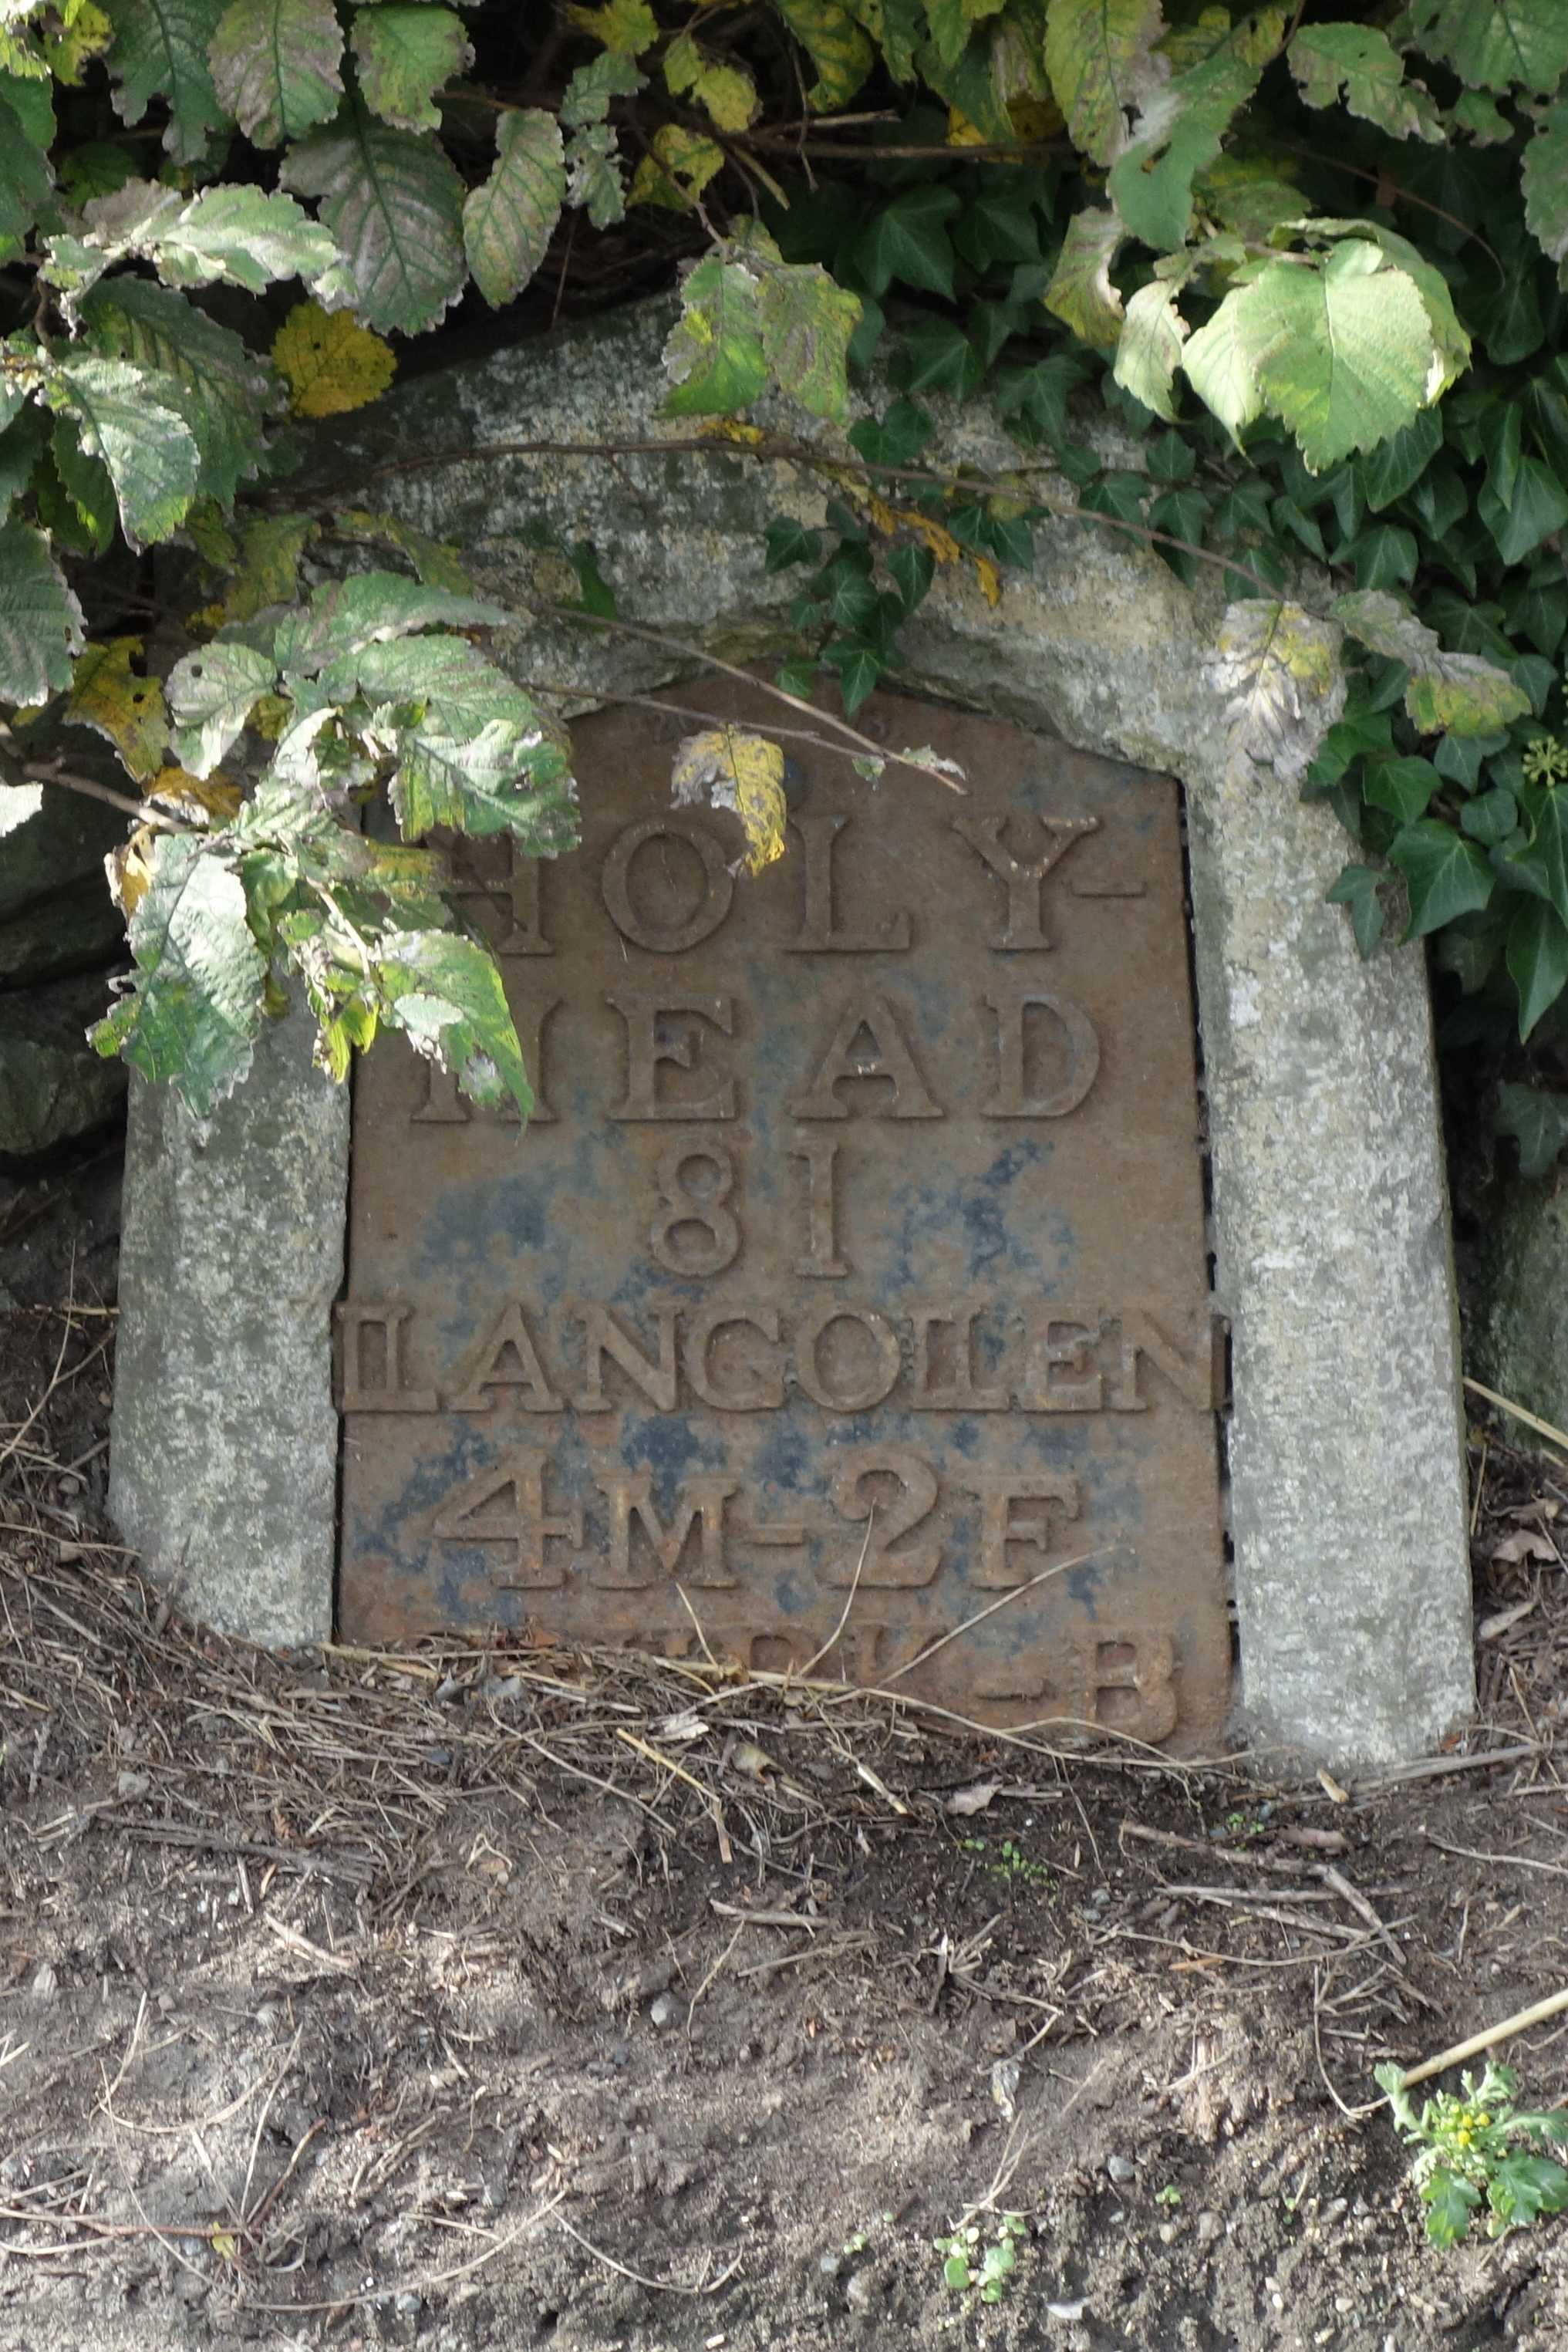 HOLY-
HEAD
81
LLANGOLLEN
4M-2F